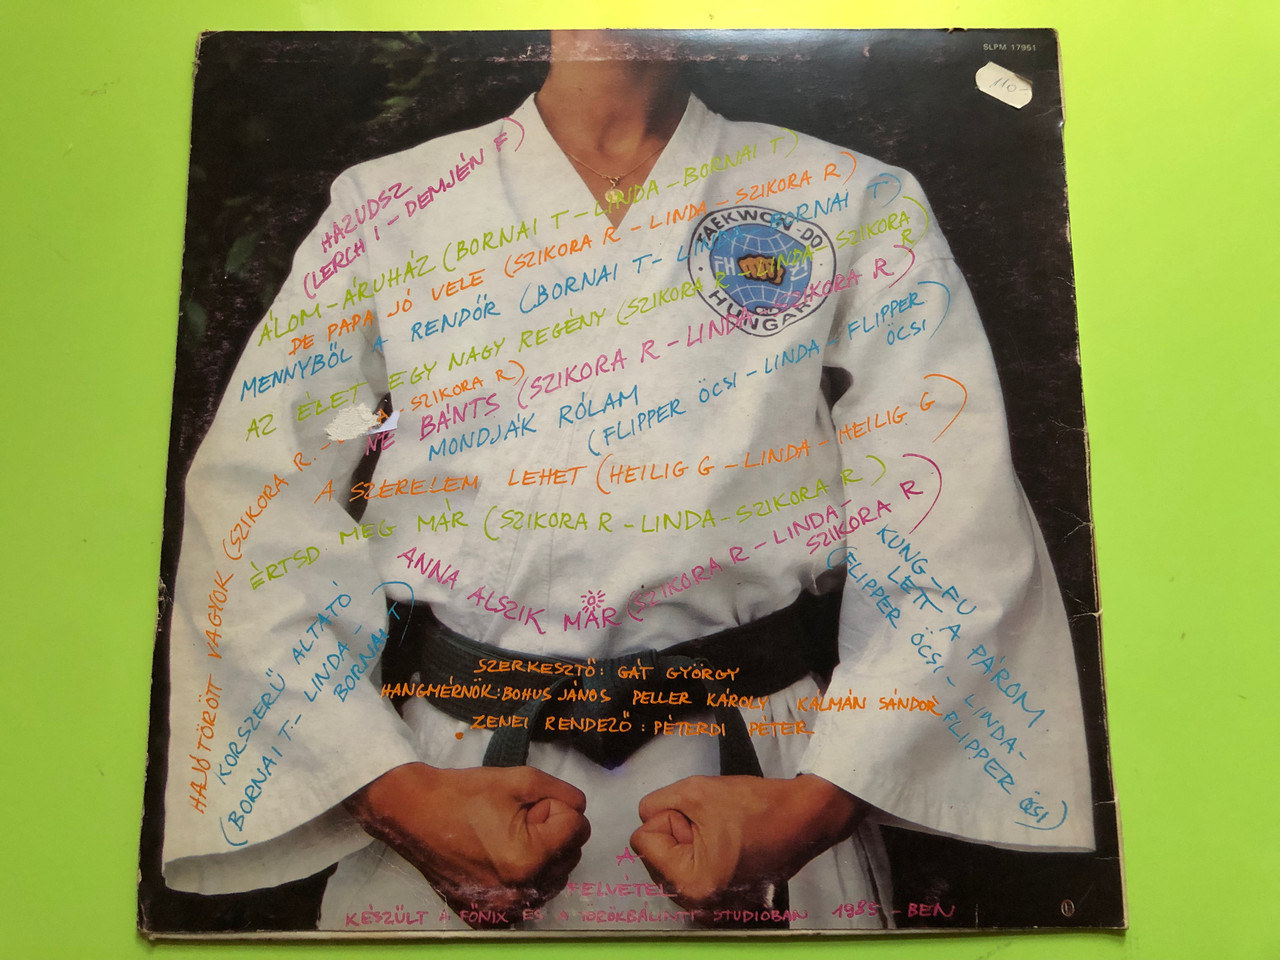 SLPM 17951
110-
HAZUDSZ
(LERCH I - DEMJÉN F)
ÁLOM-ÁRUHÁZ (BORNAI T - LINDA - BORNAI T)
DE PAPA JÓ VELE (SZIKORA R - LINDA - SZIKORA R)
MENNYBŐL A RENDŐR (BORNAI T - LINDA BORNAI T)
AZ ÉLET EGY NAGY REGÉNY (SZIKORA R - LINDA - SZIKORA
R)
NE BÁNTS (SZIKORA R - LINDA SZIKORA R)
MONDJÁK RÓLAM
(FLIPPER ÖCSI - LINDA - FLIPPER
ÖCSI)
A SZERELEM LEHET (HEILIG G - LINDA - HEILIG G)
ÉRTSD MEG MÁR (SZIKORA R - LINDA - SZIKORA R)
ANNA ALSZIK MÁR (SZIKORA R - LINDA -
SZIKORA R)
HAJÓTÖRÖTT VAGYOK (SZIKORA R. - A - SZIKORA R)
KORSZERŰ ALTATÓ
(BORNAI T. - LINDA -
BORNAI T)
KUNG-FU
LETT A PÁROM
(FLIPPER ÖCSI - LINDA -
FLIPPER ÖCSI)
TAEKWON-DO
HUNGARY
SZERKESZTŐ: GÁT GYÖRGY
HANGMÉRNÖK: BOHUS JÁNOS PELLER KÁROLY KÁLMÁN SÁNDOR
ZENEI RENDEZŐ: PÉTERDI PÉTER
A
FELVÉTEL
KÉSZÜLT A FŐNIX ÉS A TÖRÖKBÁLINTI STUDIOBAN 1985-BEN